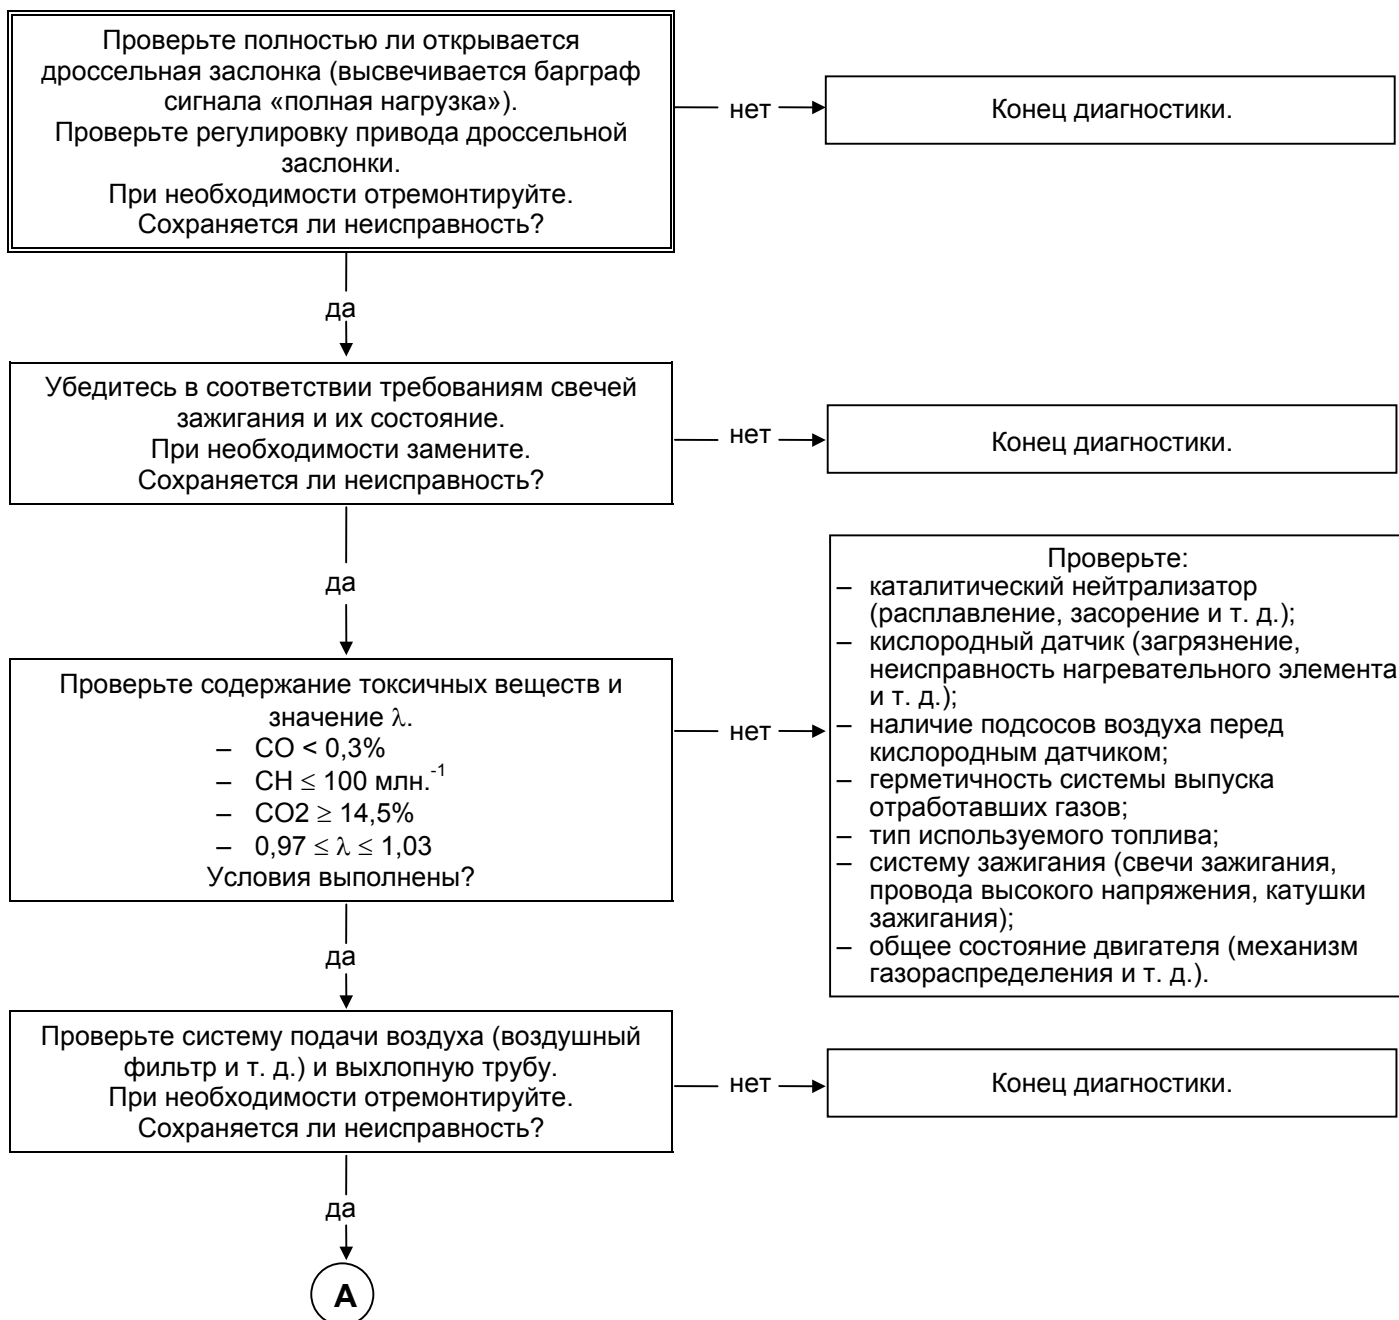 Проверьте полностью ли открывается
дроссельная заслонка (высвечивается барграф
сигнала «полная нагрузка»).
Проверьте регулировку привода дроссельной
заслонки.
При необходимости отремонтируйте.
Сохраняется ли неисправность?
нет
Конец диагностики.
да
Убедитесь в соответствии требованиям свечей
зажигания и их состояние.
При необходимости замените.
Сохраняется ли неисправность?
нет
Конец диагностики.
да
Проверьте содержание токсичных веществ и
значение λ.
– CO < 0,3%
– CH ≤ 100 млн.⁻¹
– CO2 ≥ 14,5%
– 0,97 ≤ λ ≤ 1,03
Условия выполнены?
нет
Проверьте:
– каталитический нейтрализатор
(расплавление, засорение и т. д.);
– кислородный датчик (загрязнение,
неисправность нагревательного элемента
и т. д.);
– наличие подсосов воздуха перед
кислородным датчиком;
– герметичность системы выпуска
отработавших газов;
– тип используемого топлива;
– систему зажигания (свечи зажигания,
провода высокого напряжения, катушки
зажигания);
– общее состояние двигателя (механизм
газораспределения и т. д.).
да
Проверьте систему подачи воздуха (воздушный
фильтр и т. д.) и выхлопную трубу.
При необходимости отремонтируйте.
Сохраняется ли неисправность?
нет
Конец диагностики.
да
А